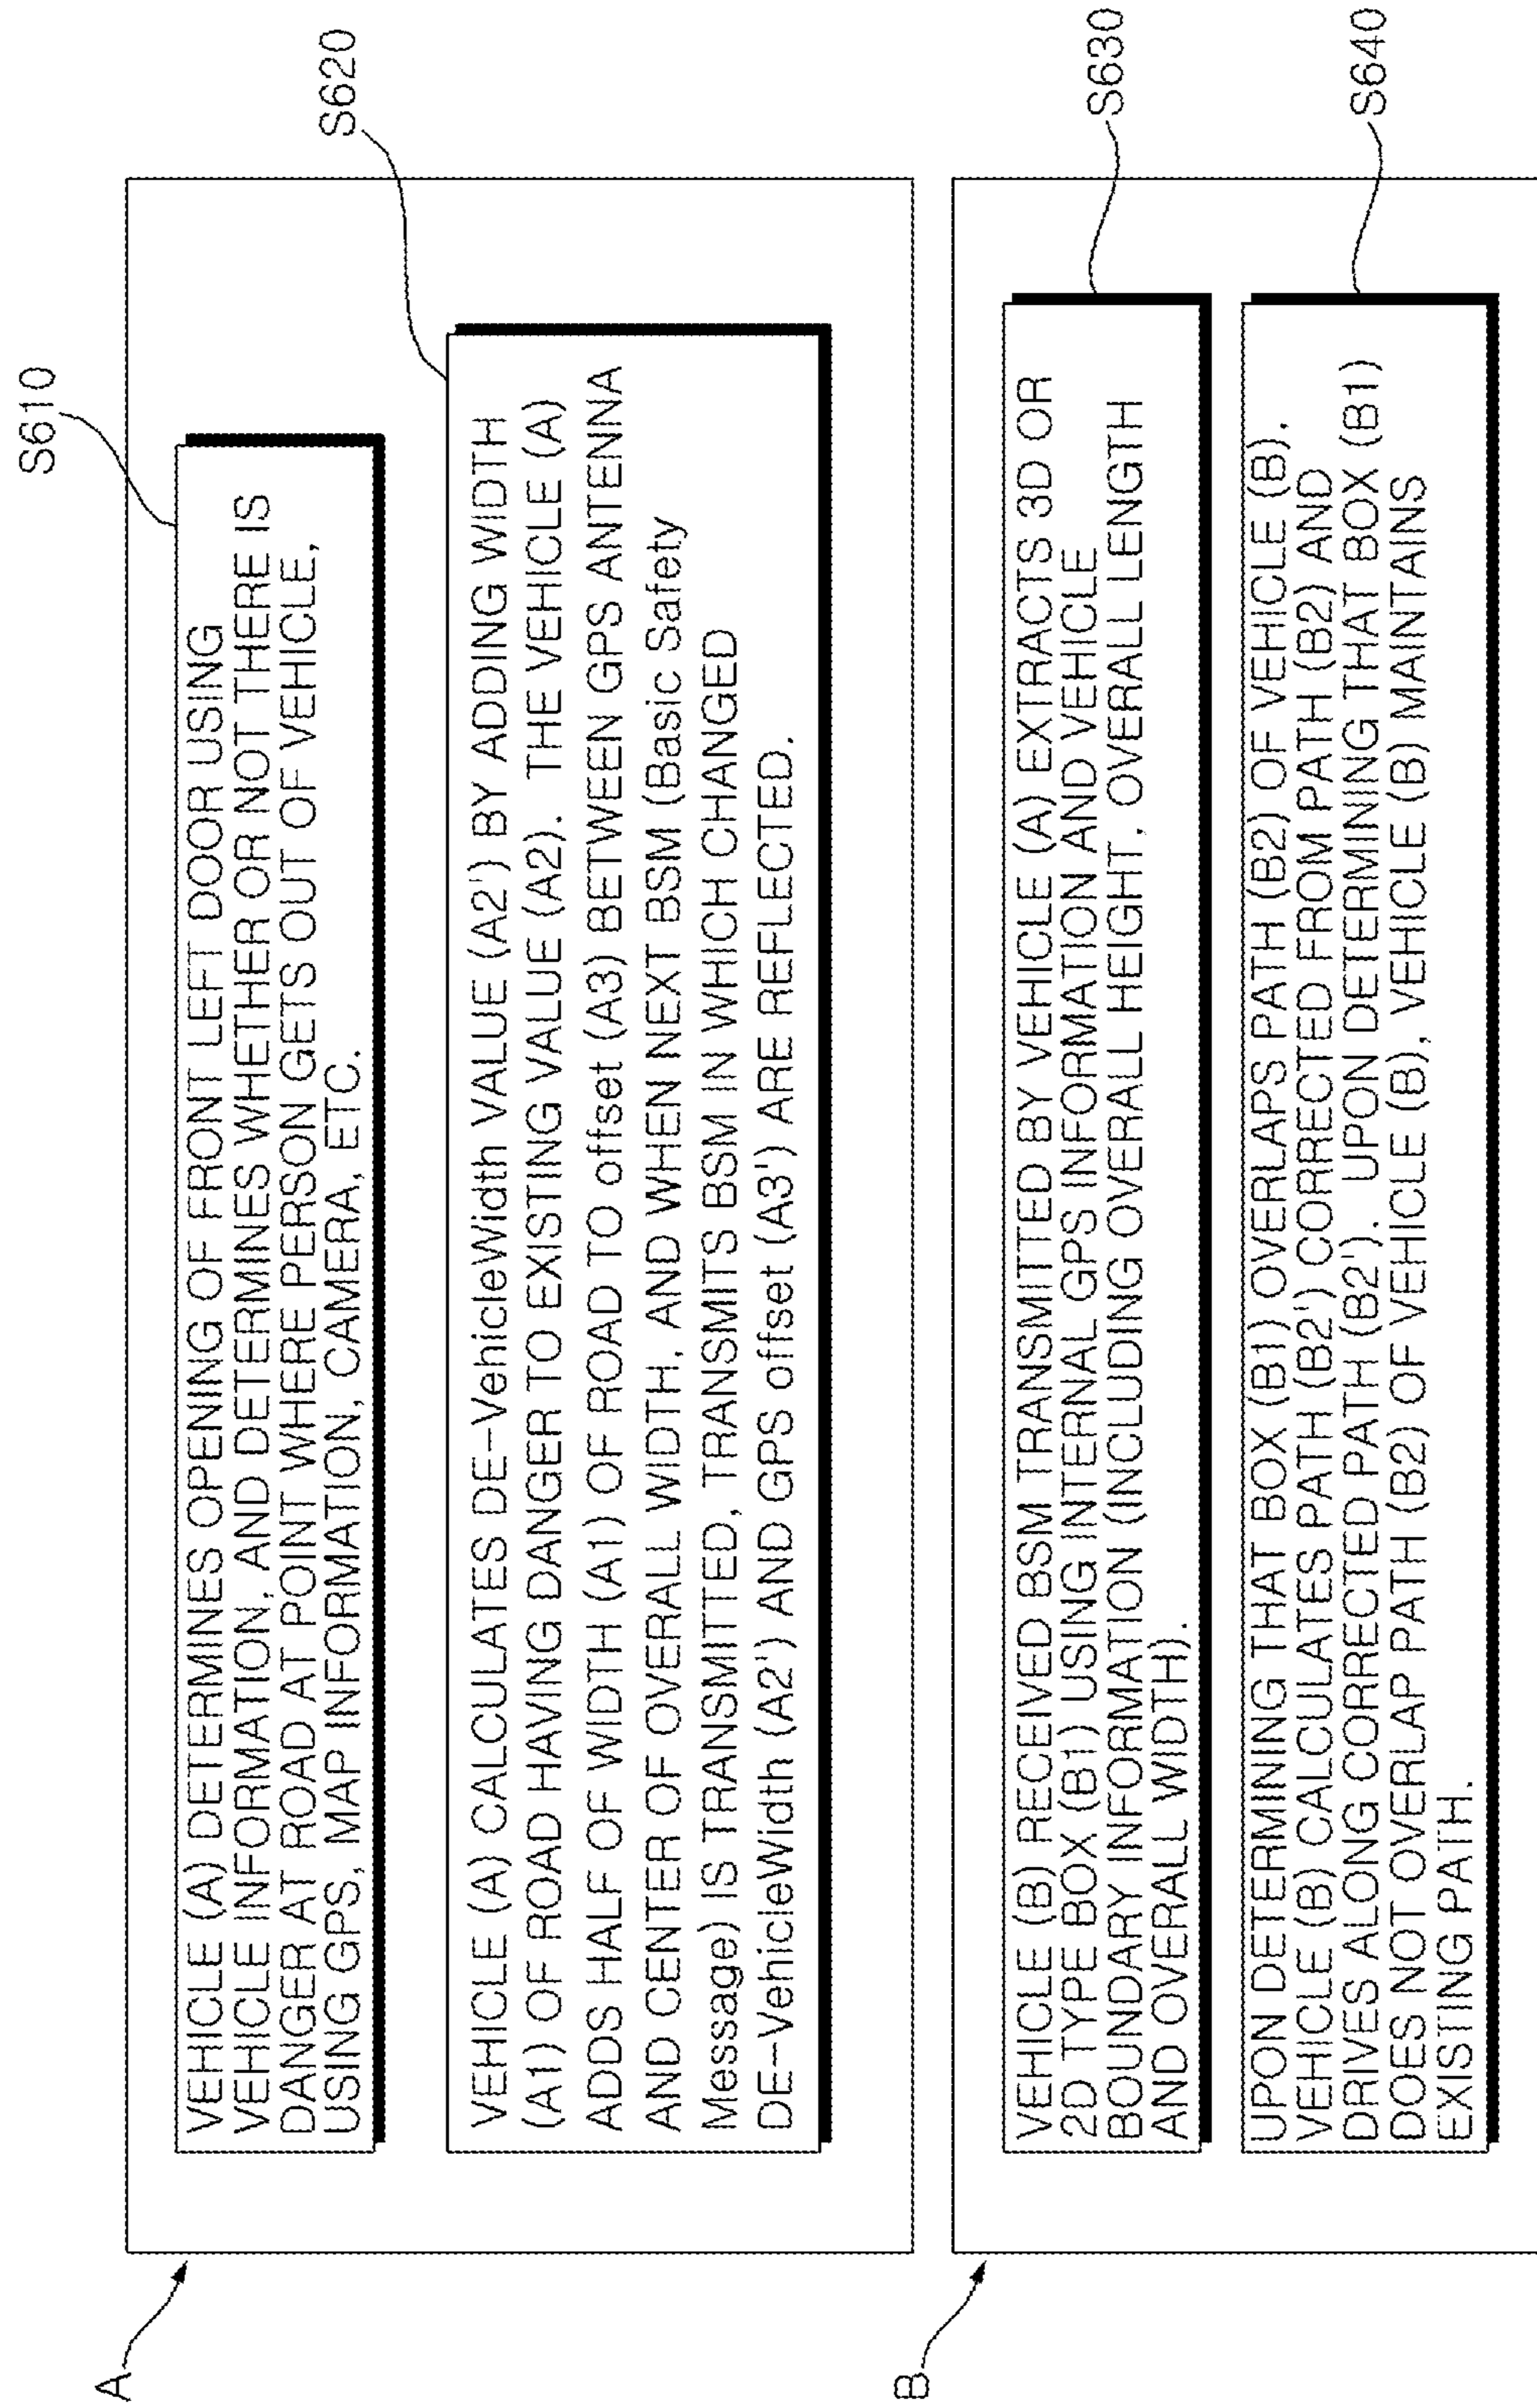 A
S610
VEHICLE (A) DETERMINES OPENING OF FRONT LEFT DOOR USING
VEHICLE INFORMATION, AND DETERMINES WHETHER OR NOT THERE IS
DANGER AT ROAD AT POINT WHERE PERSON GETS OUT OF VEHICLE,
USING GPS, MAP INFORMATION, CAMERA, ETC.
S620
VEHICLE (A) CALCULATES DE-VehicleWidth VALUE (A2') BY ADDING WIDTH
(A1) OF ROAD HAVING DANGER TO EXISTING VALUE (A2). THE VEHICLE (A)
ADDS HALF OF WIDTH (A1) OF ROAD TO offset (A3) BETWEEN GPS ANTENNA
AND CENTER OF OVERALL WIDTH, AND WHEN NEXT BSM (Basic Safety
Message) IS TRANSMITTED, TRANSMITS BSM IN WHICH CHANGED
DE-VehicleWidth (A2') AND GPS offset (A3') ARE REFLECTED.
B
S630
VEHICLE (B) RECEIVED BSM TRANSMITTED BY VEHICLE (A) EXTRACTS 3D OR
2D TYPE BOX (B1) USING INTERNAL GPS INFORMATION AND VEHICLE
BOUNDARY INFORMATION (INCLUDING OVERALL HEIGHT, OVERALL LENGTH
AND OVERALL WIDTH).
S640
UPON DETERMINING THAT BOX (B1) OVERLAPS PATH (B2) OF VEHICLE (B),
VEHICLE (B) CALCULATES PATH (B2') CORRECTED FROM PATH (B2) AND
DRIVES ALONG CORRECTED PATH (B2'). UPON DETERMINING THAT BOX (B1)
DOES NOT OVERLAP PATH (B2) OF VEHICLE (B), VEHICLE (B) MAINTAINS
EXISTING PATH.